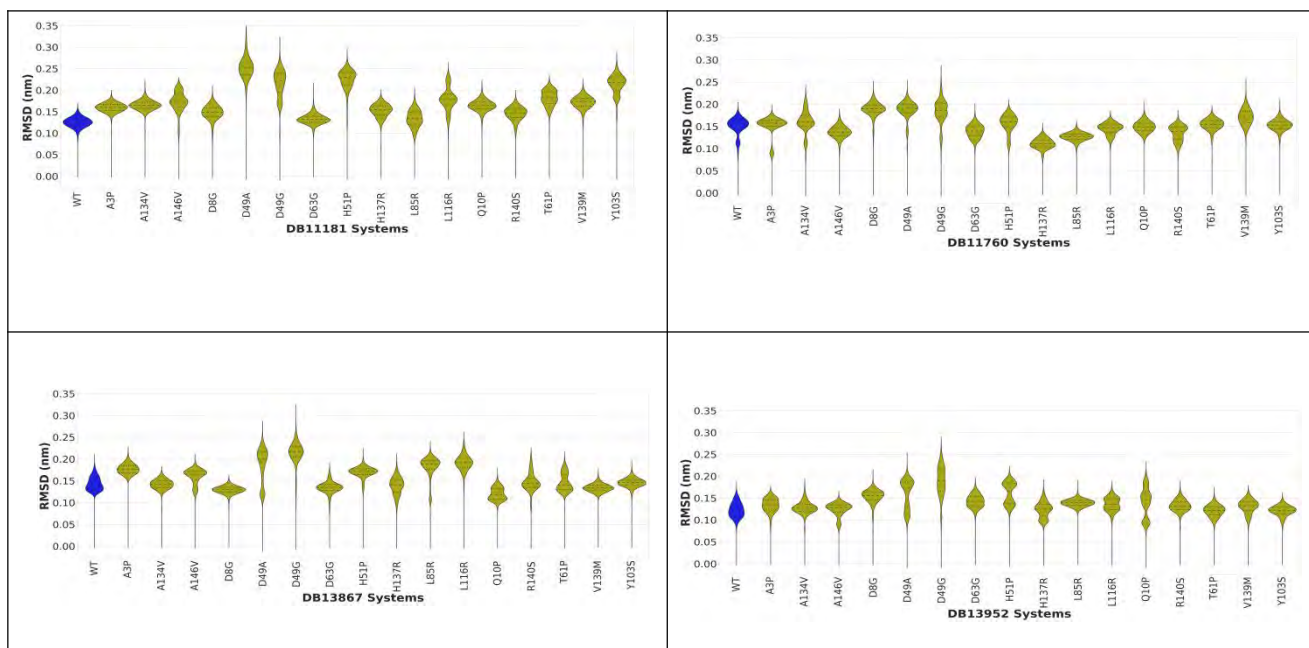 0.35
0.30
0.25
0.20
0.15
0.10
0.05
0.00
RMSD (nm)
WT
A3P
A134V
A146V
D8G
D49A
D49G
D63G
H51P
H137R
L85R
L116R
Q10P
R140S
T61P
V139M
Y103S
DB11181 Systems
0.35
0.30
0.25
0.20
0.15
0.10
0.05
0.00
RMSD (nm)
WT
A3P
A134V
A146V
D8G
D49A
D49G
D63G
H51P
H137R
L85R
L116R
Q10P
R140S
T61P
V139M
Y103S
DB11760 Systems
0.35
0.30
0.25
0.20
0.15
0.10
0.05
0.00
RMSD (nm)
WT
A3P
A134V
A146V
D8G
D49A
D49G
D63G
H51P
H137R
L85R
L116R
Q10P
R140S
T61P
V139M
Y103S
DB13867 Systems
0.35
0.30
0.25
0.20
0.15
0.10
0.05
0.00
RMSD (nm)
WT
A3P
A134V
A146V
D8G
D49A
D49G
D63G
H51P
H137R
L85R
L116R
Q10P
R140S
T61P
V139M
Y103S
DB13952 Systems